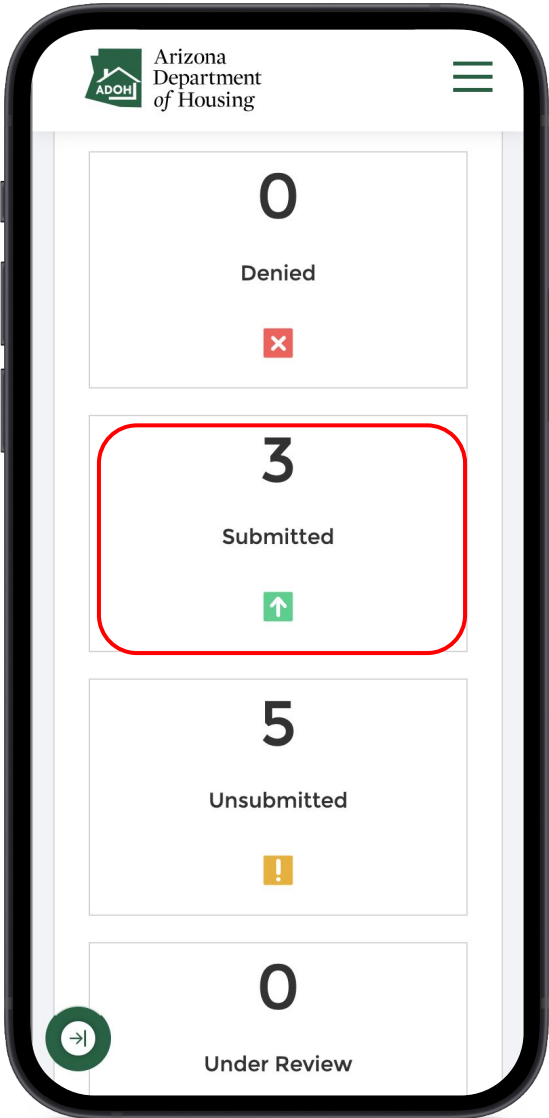 ADOH
Arizona
Department
of Housing
0
Denied
3
Submitted
5
Unsubmitted
0
Under Review